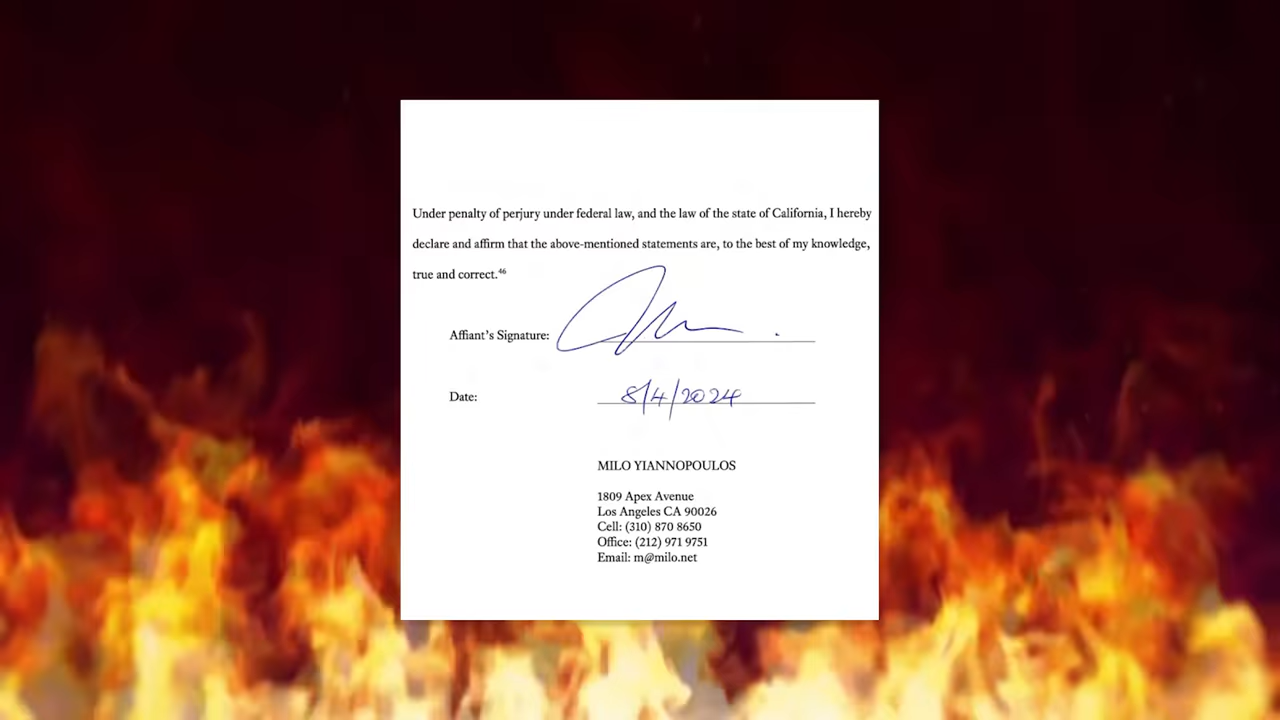 Under penalty of perjury under federal law, and the law of the state of California, I hereby
declare and affirm that the above-mentioned statements are, to the best of my knowledge,
true and correct.⁴⁶
Affiant's Signature:
Date: 8/4/2024
MILO YIANNOPOULOS
1809 Apex Avenue
Los Angeles CA 90026
Cell: (310) 870 8650
Office: (212) 971 9751
Email: m@milo.net